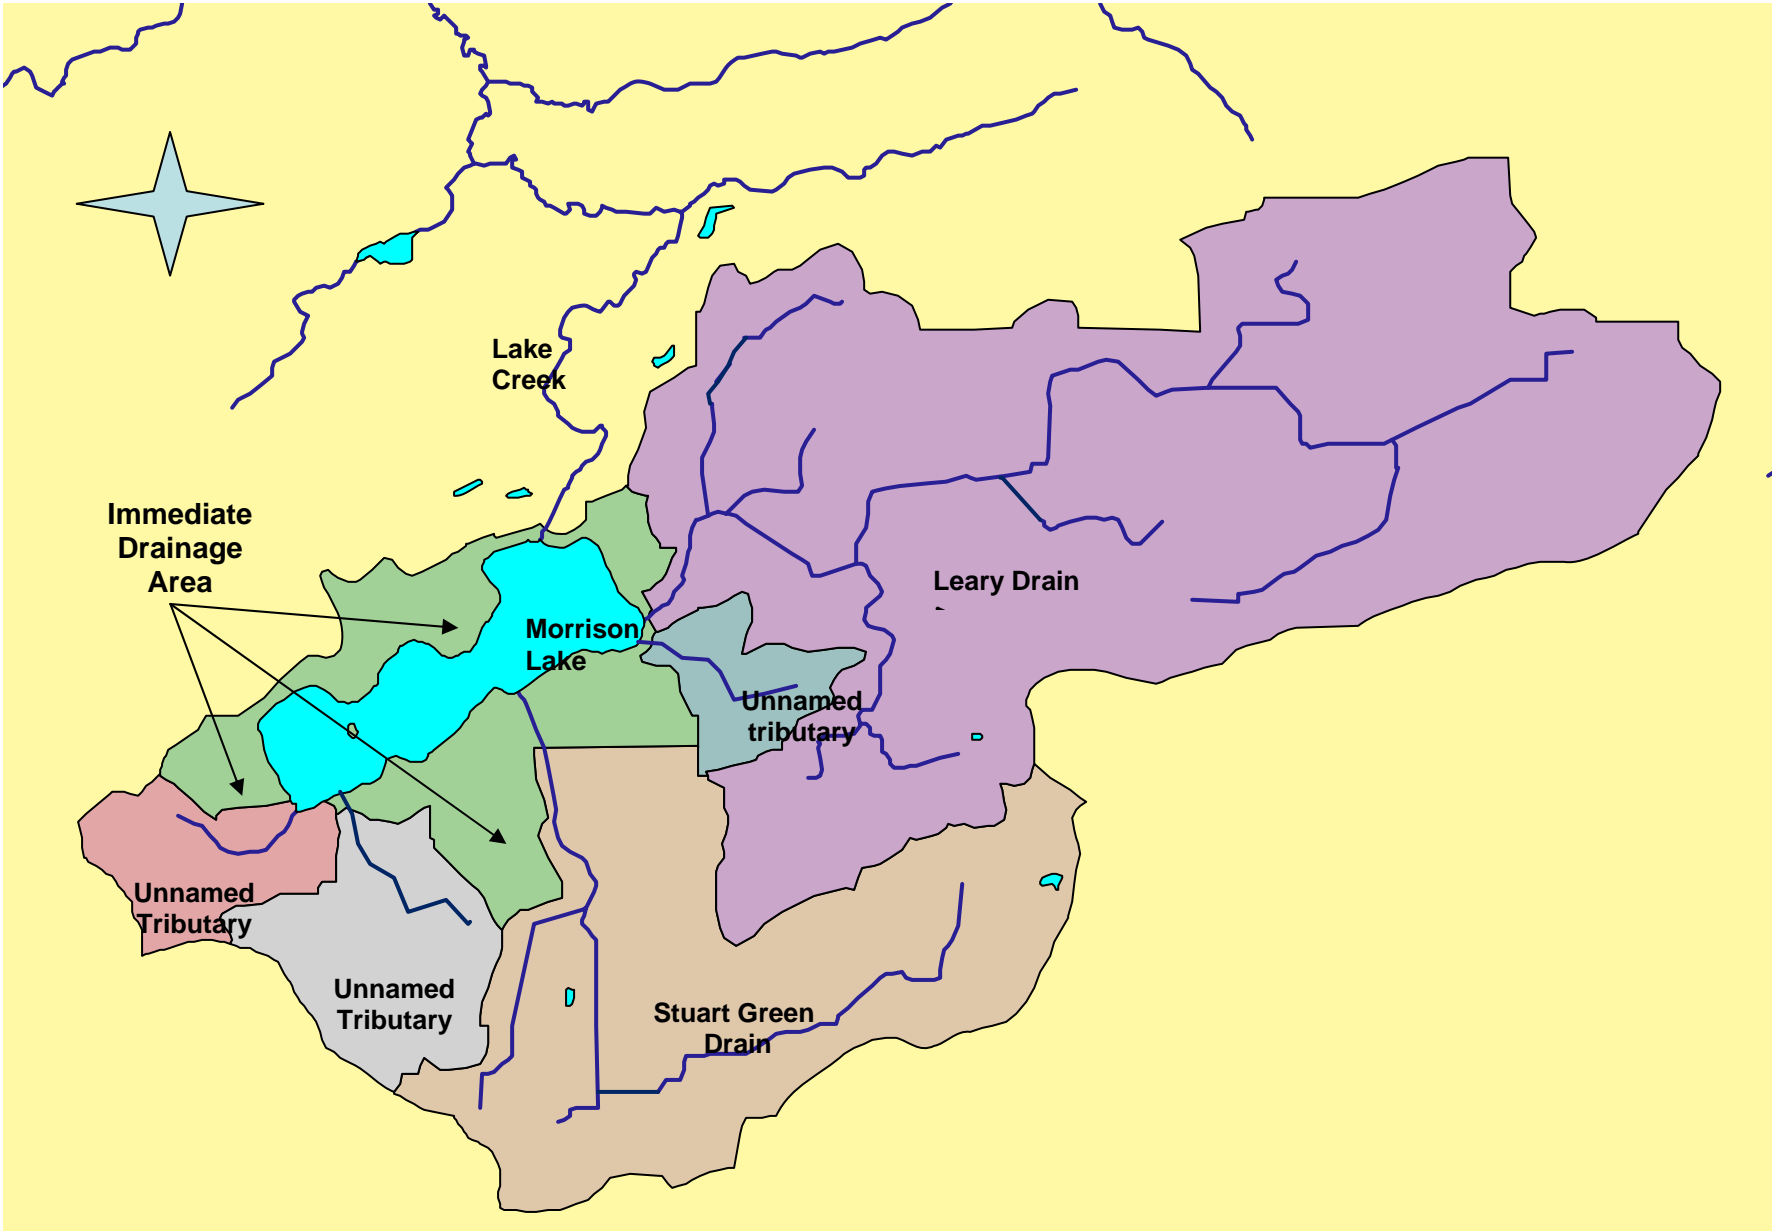 Lake
Creek
Immediate
Drainage
Area
Leary Drain
Morrison
Lake
Unnamed
tributary
Unnamed
Tributary
Unnamed
Tributary
Stuart Green
Drain